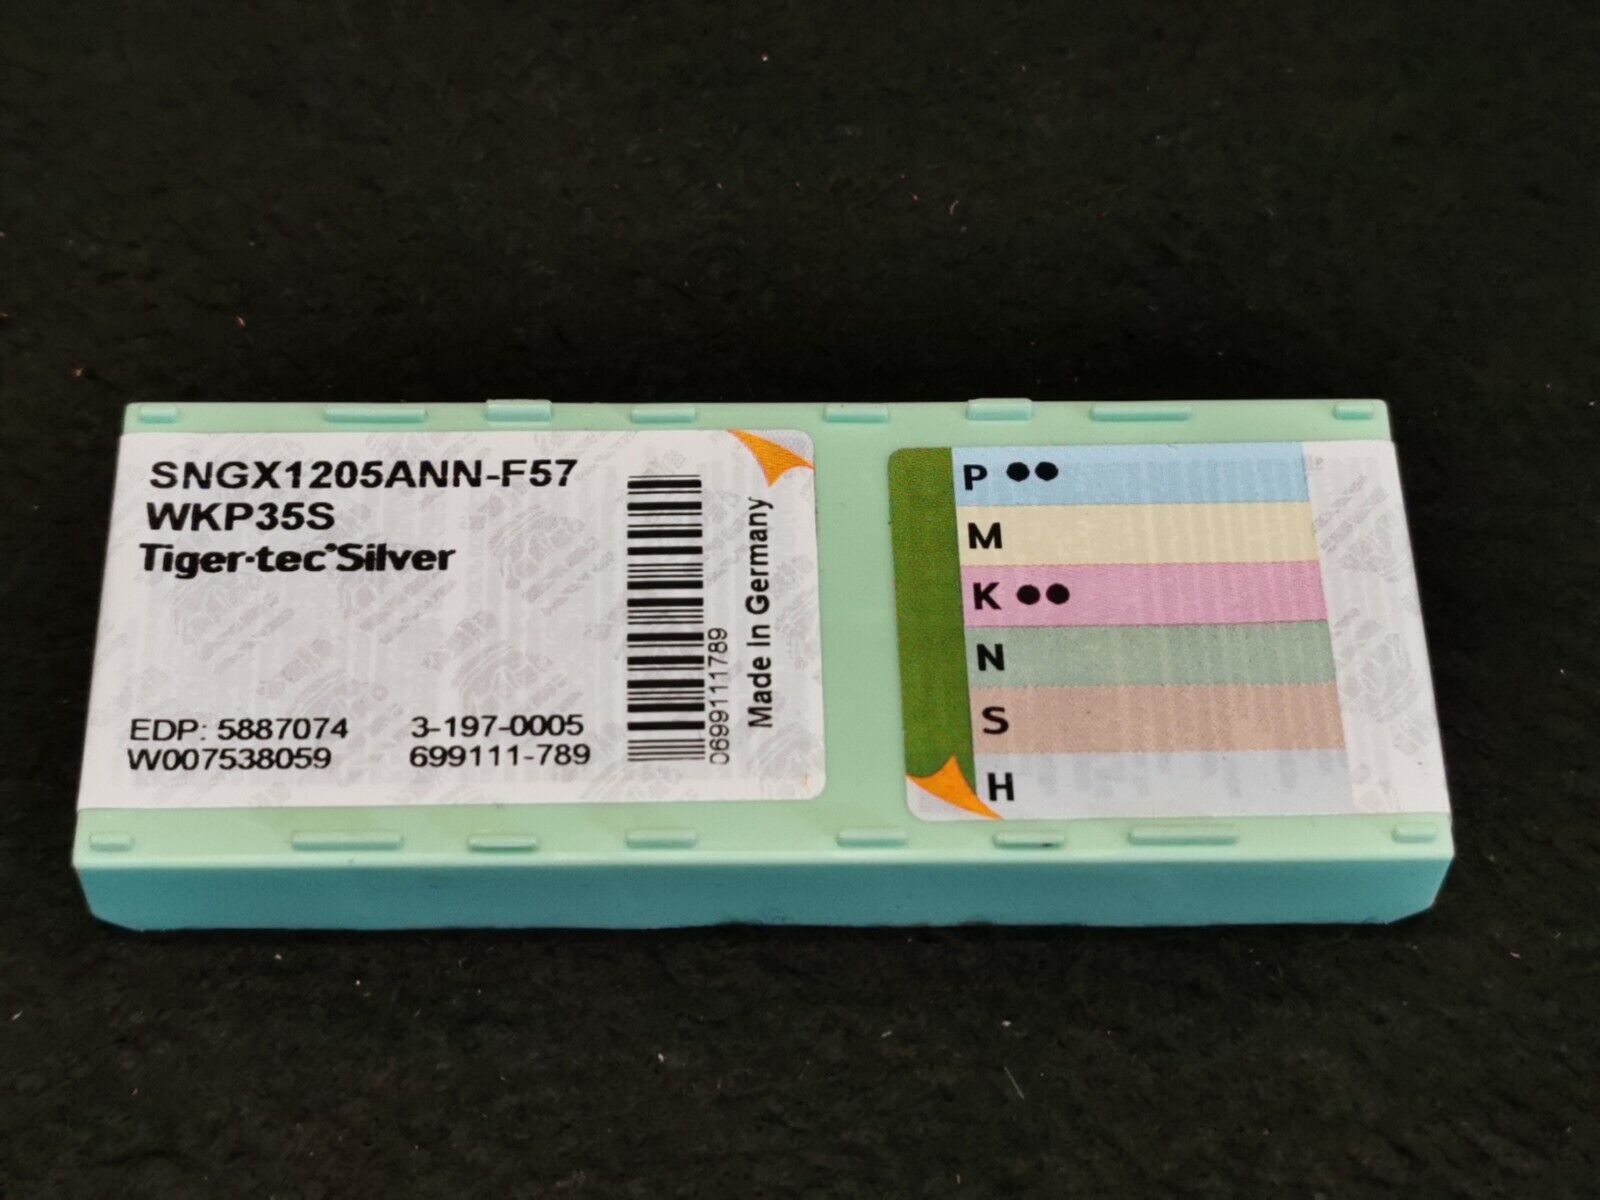 SNGX1205ANN-F57
WKP35S
Tiger·tec®Silver
EDP: 5887074 3-197-0005
W007538059 699111-789
0699111789
Made In Germany
P ●●
M
K ●●
N
S
H